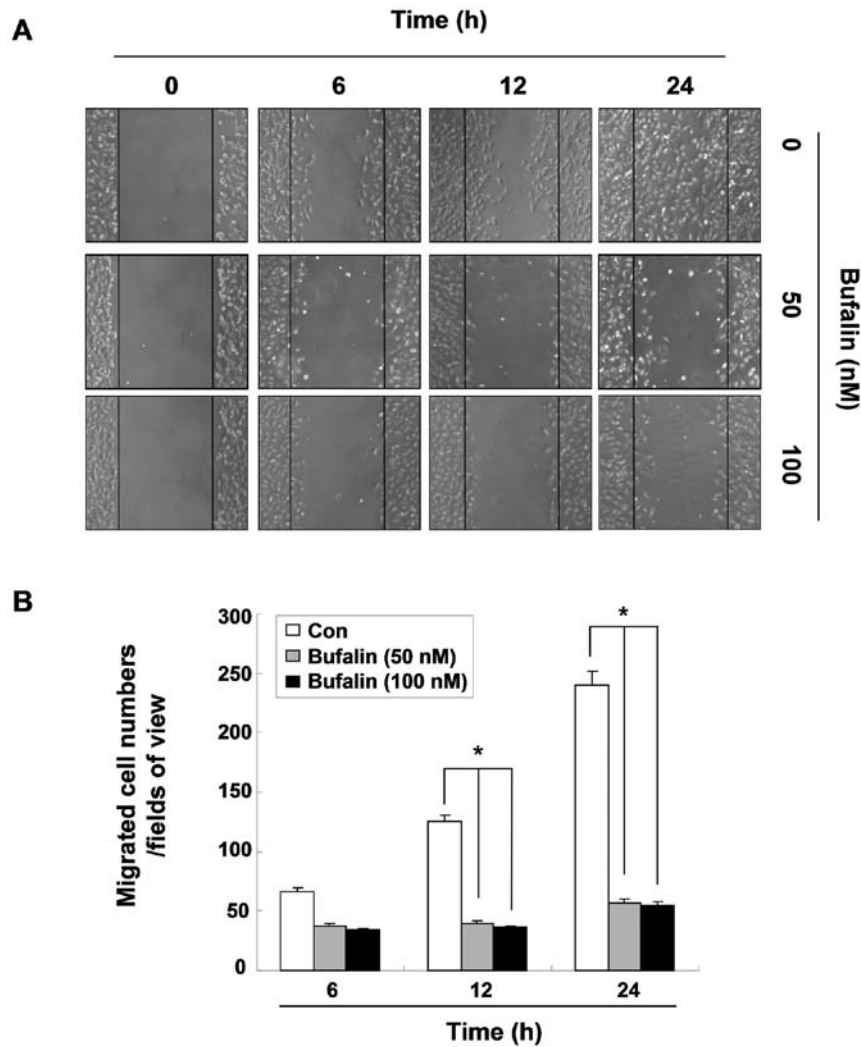 A
Time (h)
0 6 12 24
0
50
100
Bufalin (nM)
B
300
250
200
150
100
50
0
Migrated cell numbers
/fields of view
Con
Bufalin (50 nM)
Bufalin (100 nM)
*
*
6 12 24
Time (h)